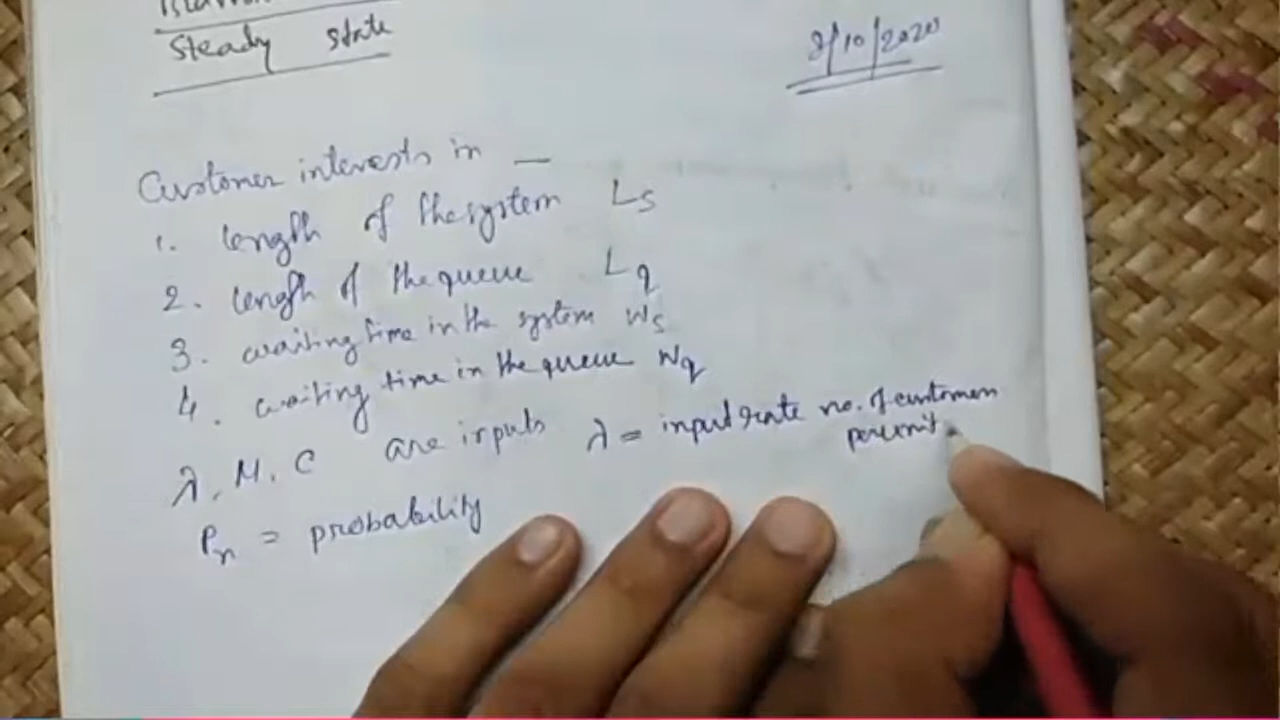 Steady state
8/10/2020
Customer interests in —
1. length of the system Ls
2. length of the queue Lq
3. waiting time in the system Ws
4. waiting time in the queue Wq
λ, M, C are inputs λ = input rate no. of customers
per unit
Pn = probability